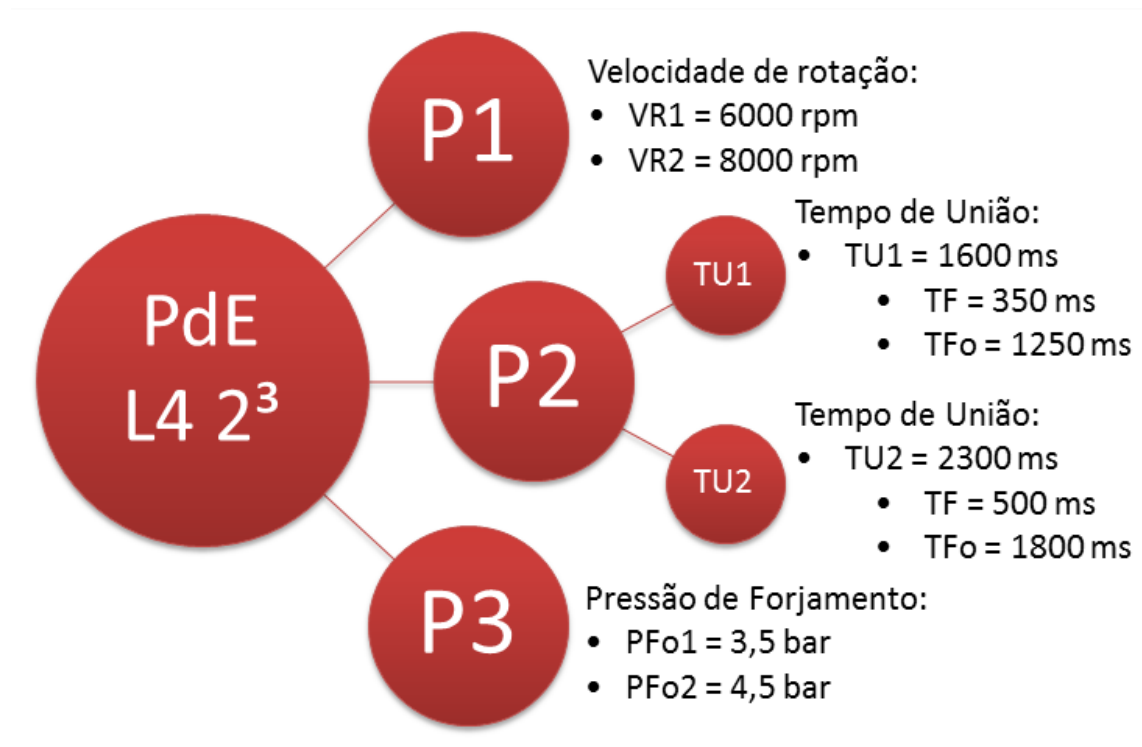 PdE
L4 2³
P1
Velocidade de rotação:
• VR1 = 6000 rpm
• VR2 = 8000 rpm
P2
TU1
Tempo de União:
• TU1 = 1600 ms
• TF = 350 ms
• TFo = 1250 ms
TU2
Tempo de União:
• TU2 = 2300 ms
• TF = 500 ms
• TFo = 1800 ms
P3
Pressão de Forjamento:
• PFo1 = 3,5 bar
• PFo2 = 4,5 bar